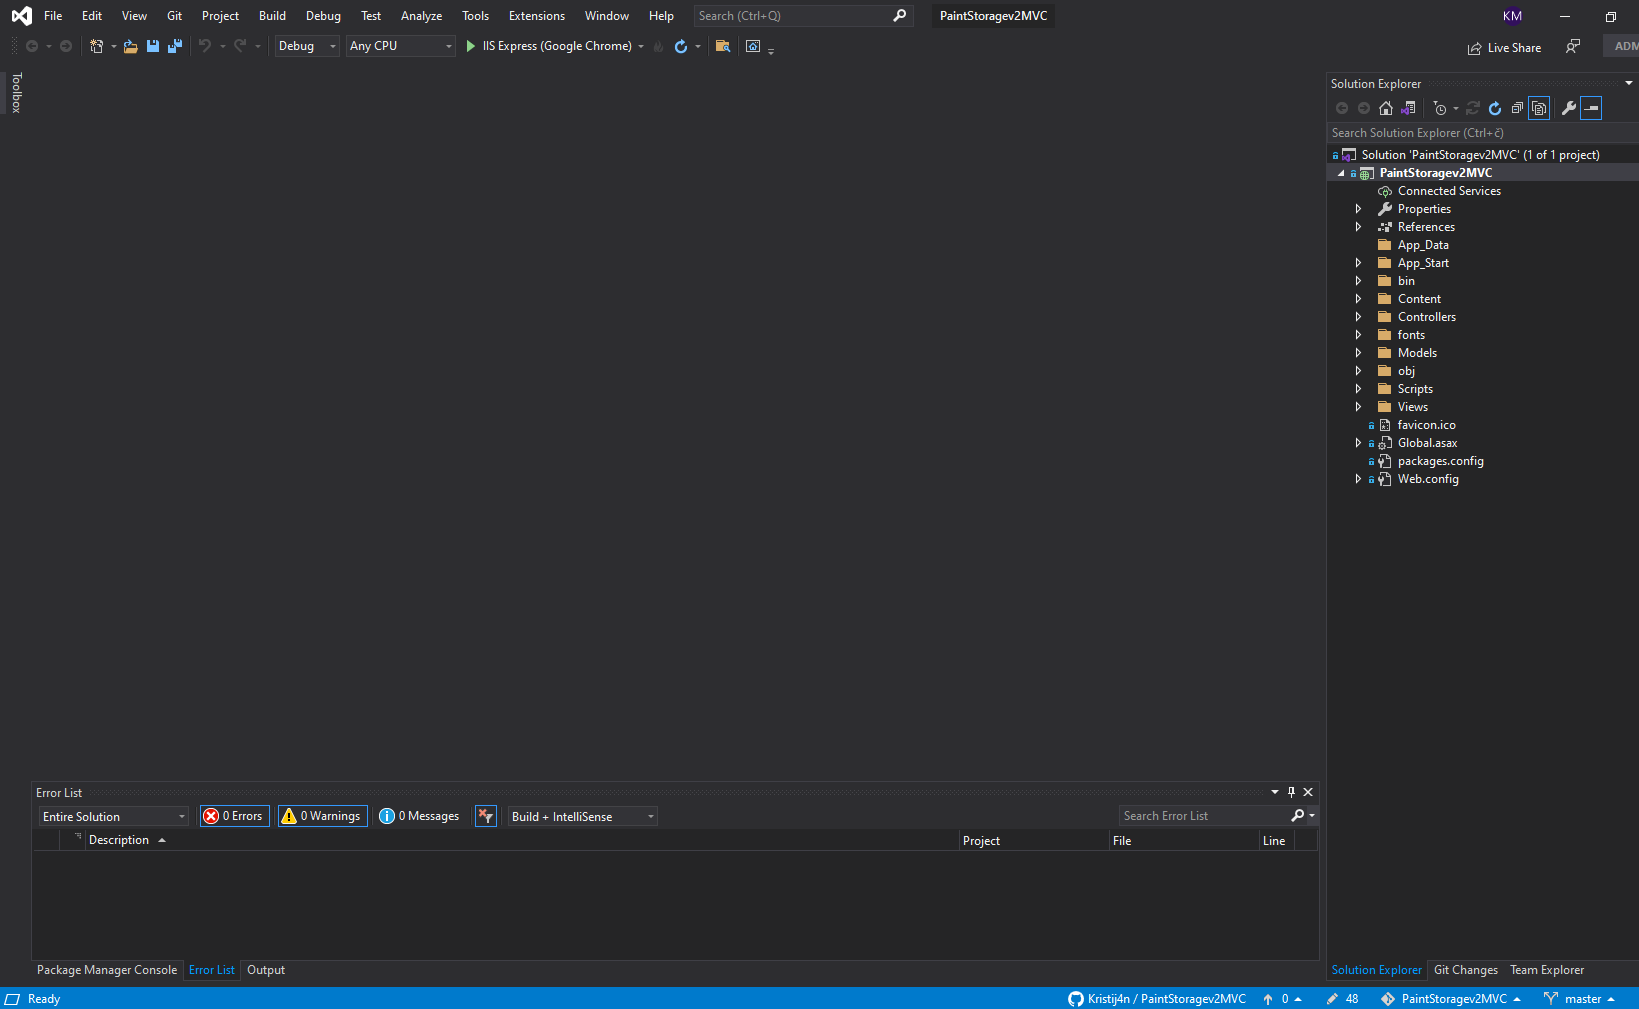 File Edit View Git Project Build Debug Test Analyze Tools Extensions Window Help Search (Ctrl+Q) PaintStoragev2MVC KM
Debug Any CPU IIS Express (Google Chrome) Live Share ADM
Toolbox
Solution Explorer
Search Solution Explorer (Ctrl+č)
Solution 'PaintStoragev2MVC' (1 of 1 project)
PaintStoragev2MVC
Connected Services
Properties
References
App_Data
App_Start
bin
Content
Controllers
fonts
Models
obj
Scripts
Views
favicon.ico
Global.asax
packages.config
Web.config
Error List
Entire Solution 0 Errors 0 Warnings 0 Messages Build + IntelliSense Search Error List
Description Project File Line
Package Manager Console Error List Output
Solution Explorer Git Changes Team Explorer
Ready Kristij4n / PaintStoragev2MVC 0 48 PaintStoragev2MVC master